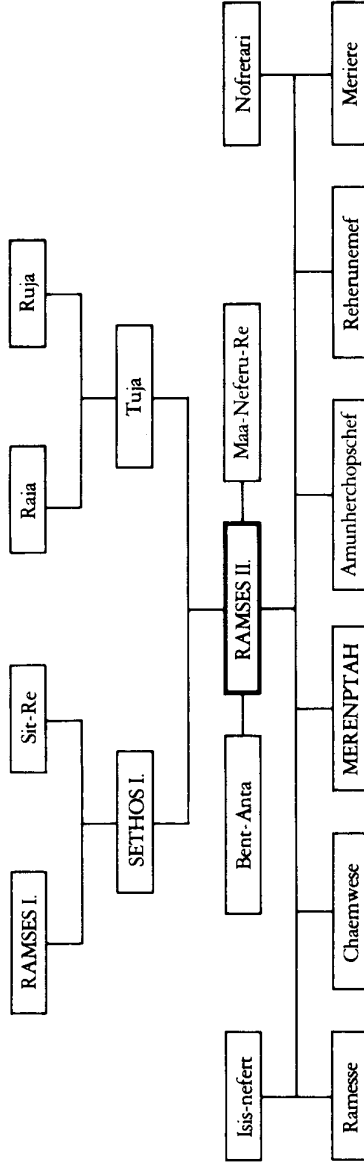 RAMSES I.
Sit-Re
Raia
Ruja
SETHOS I.
Tuja
Isis-nefert
Bent-Anta
RAMSES II.
Maa-Neferu-Re
Nofretari
Ramesse
Chaemwese
MERENPTAH
Amunherchopschef
Reherunemef
Meriere